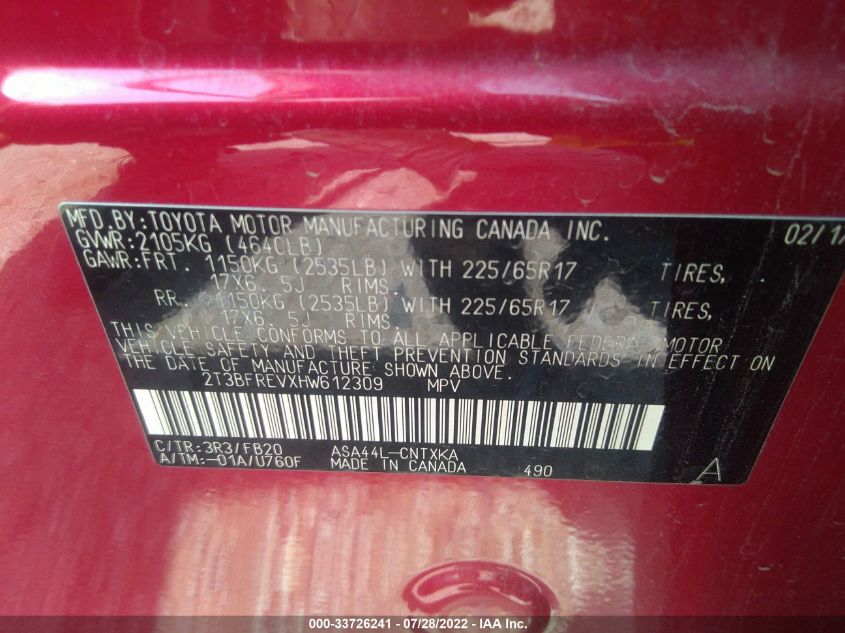 MFD. BY: TOYOTA MOTOR MANUFACTURING CANADA INC. 02/1
GVWR: 2105KG (4640LB)
GAWR: FRT. 1150KG (2535LB) WITH 225/65R17 TIRES,
17X6.5J RIMS.
RR. 1150KG (2535LB) WITH 225/65R17 TIRES,
17X6.5J RIMS.
THIS VEHICLE CONFORMS TO ALL APPLICABLE FEDERAL MOTOR
VEHICLE SAFETY AND THEFT PREVENTION STANDARDS IN EFFECT ON
THE DATE OF MANUFACTURE SHOWN ABOVE.
2T3BFREVXHW612309 MPV
C/TR: 3R3/FB20 ASA44L-CNTXKA
A/TM: -01A/U760F MADE IN CANADA 490 A
000-33726241 - 07/28/2022 - IAA Inc.